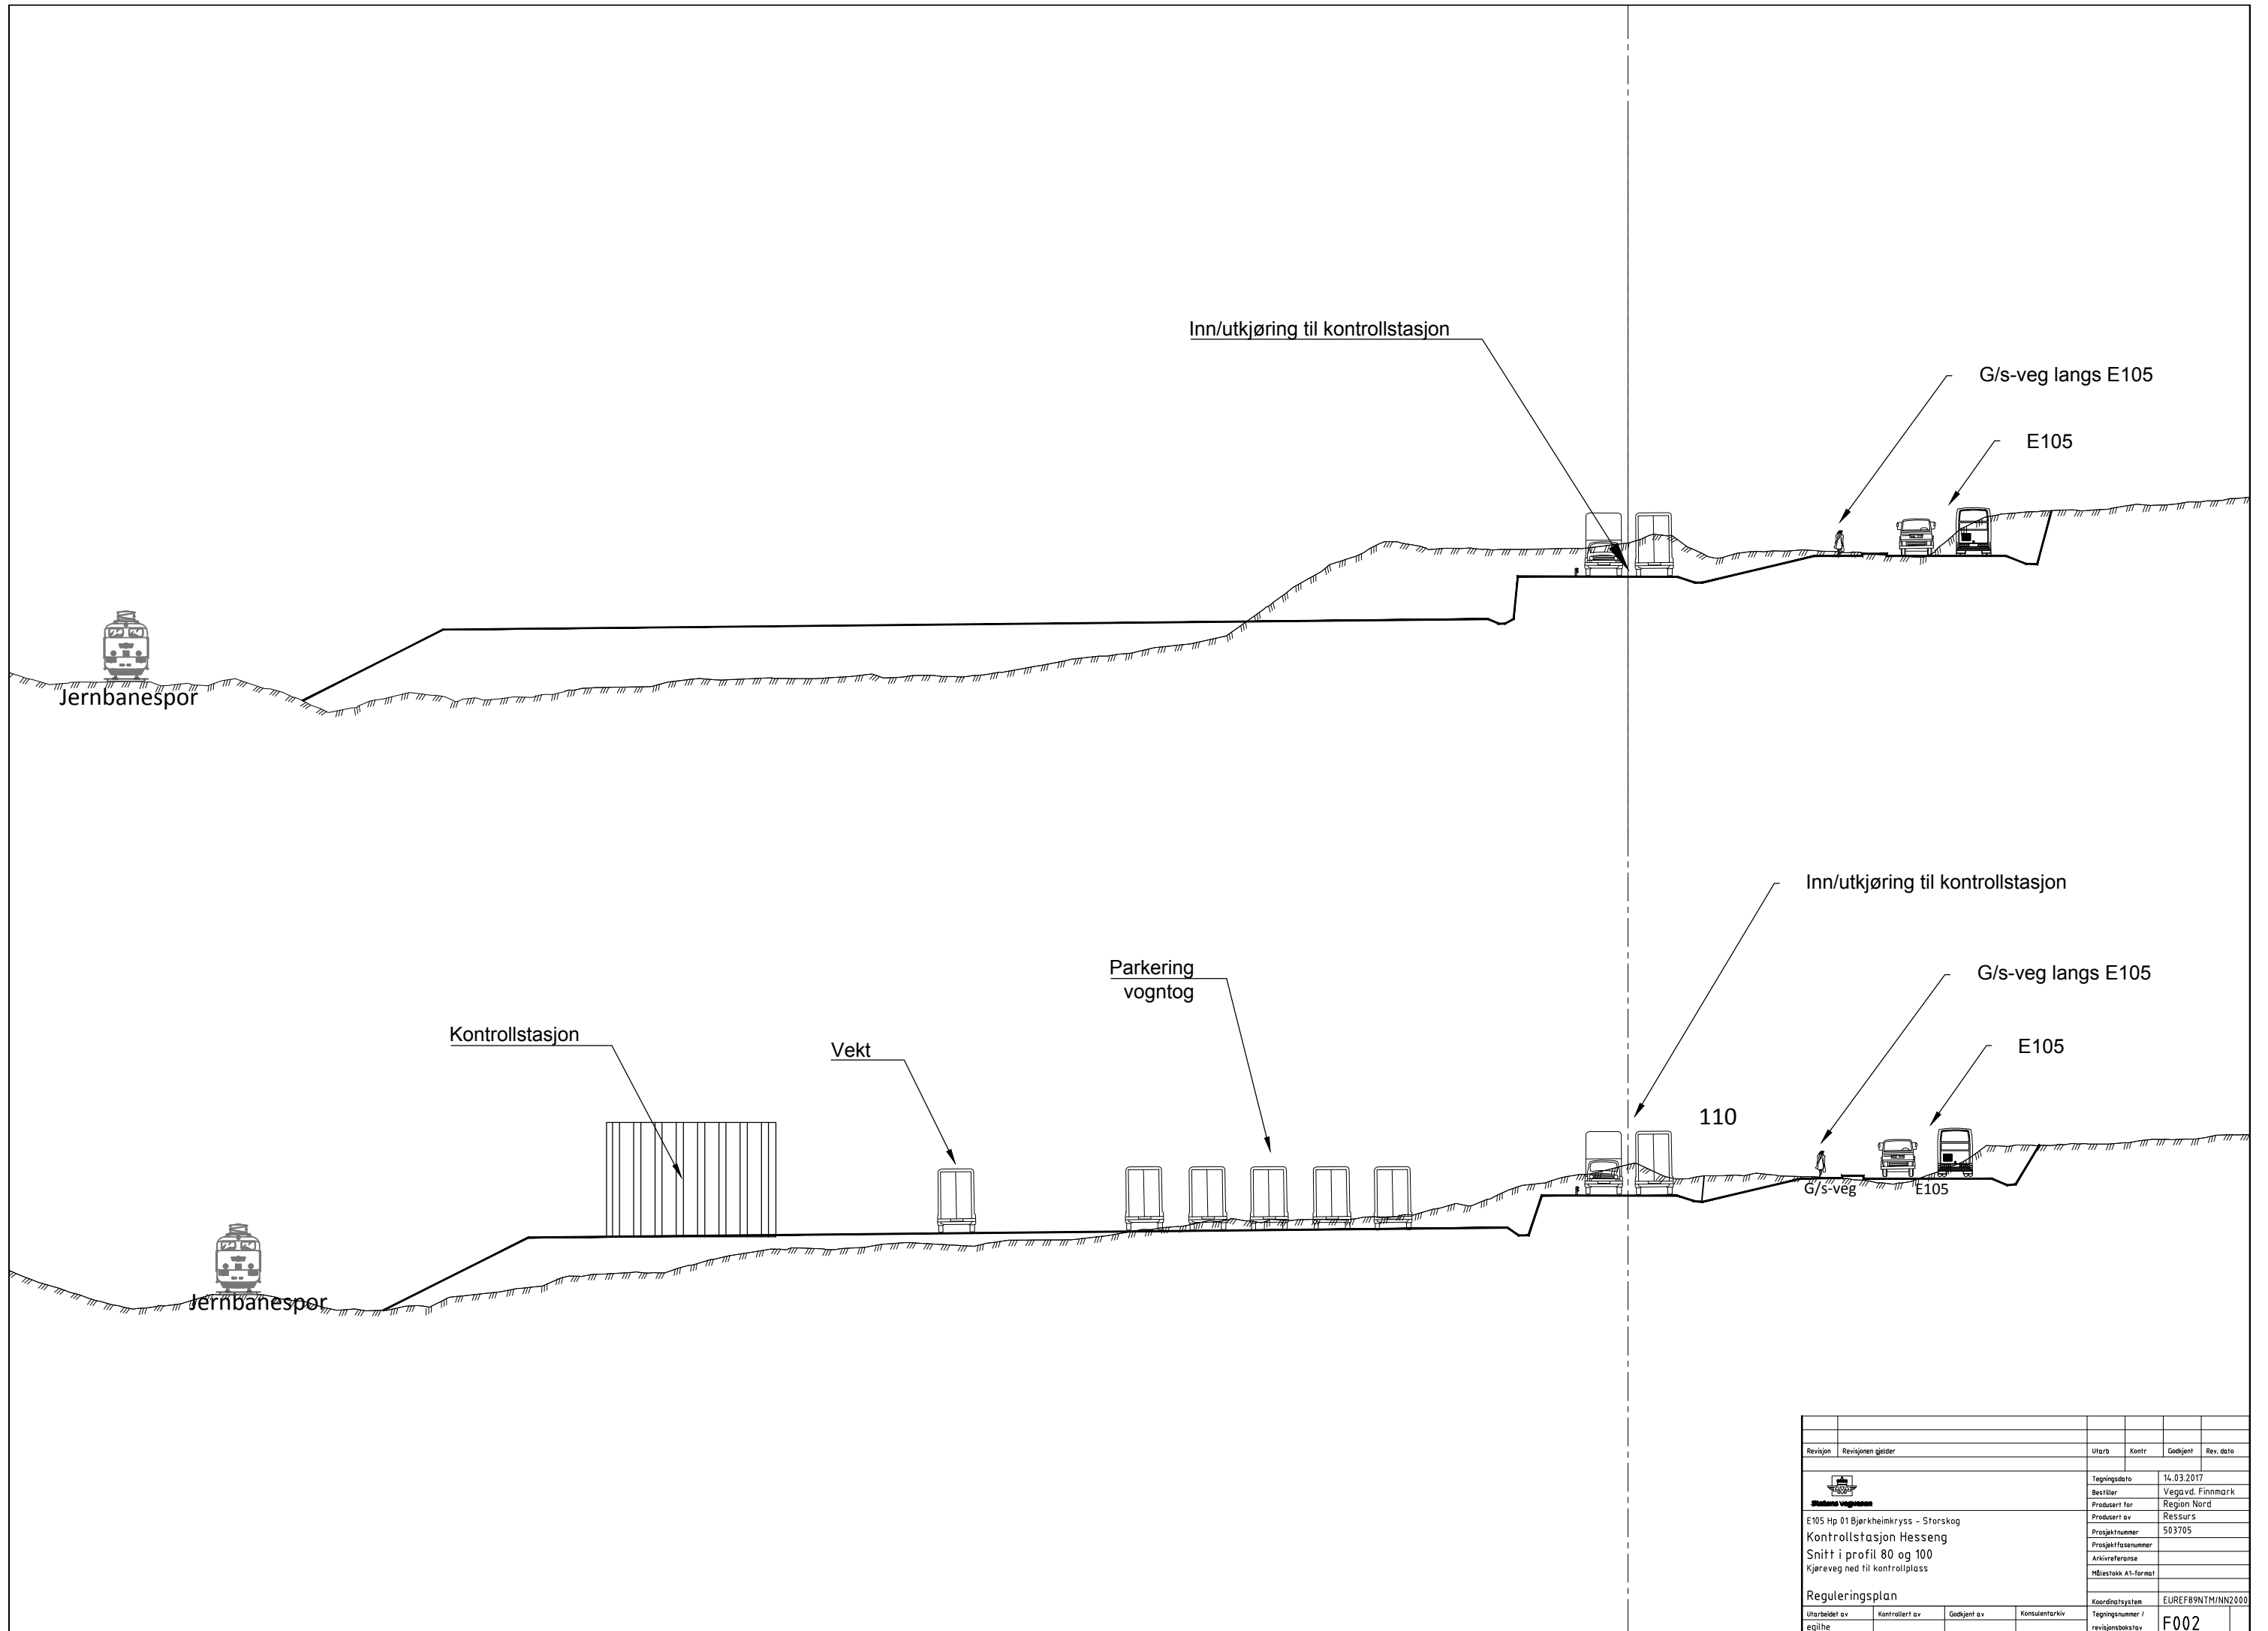 Inn/utkjøring til kontrollstasjon
G/s-veg langs E105
E105
Jernbanespor
Inn/utkjøring til kontrollstasjon
Parkering
vogntog
G/s-veg langs E105
Kontrollstasjon
Vekt
E105
110
G/s-veg
E105
Jernbanespor
Revisjon Revisjonen gjelder Utarb Kontr Godkjent Rev. dato
Statens vegvesen
Tegningsdato 14.03.2017
Bestiller Vegavd. Finnmark
Produsert for Region Nord
Produsert av Ressurs
Prosjektnummer 503705
Prosjektfasenummer
Arkivreferanse
Målestokk A1-format
Koordinatsystem EUREF89NTM/NN2000
E105 Hp 01 Bjørkheimkryss - Storskog
Kontrollstasjon Hesseng
Snitt i profil 80 og 100
Kjøreveg ned til kontrollplass
Reguleringsplan
Utarbeidet av Kontrollert av Godkjent av Konsulentarkiv
egilhe
Tegningsnummer /
revisjonsbokstav F002